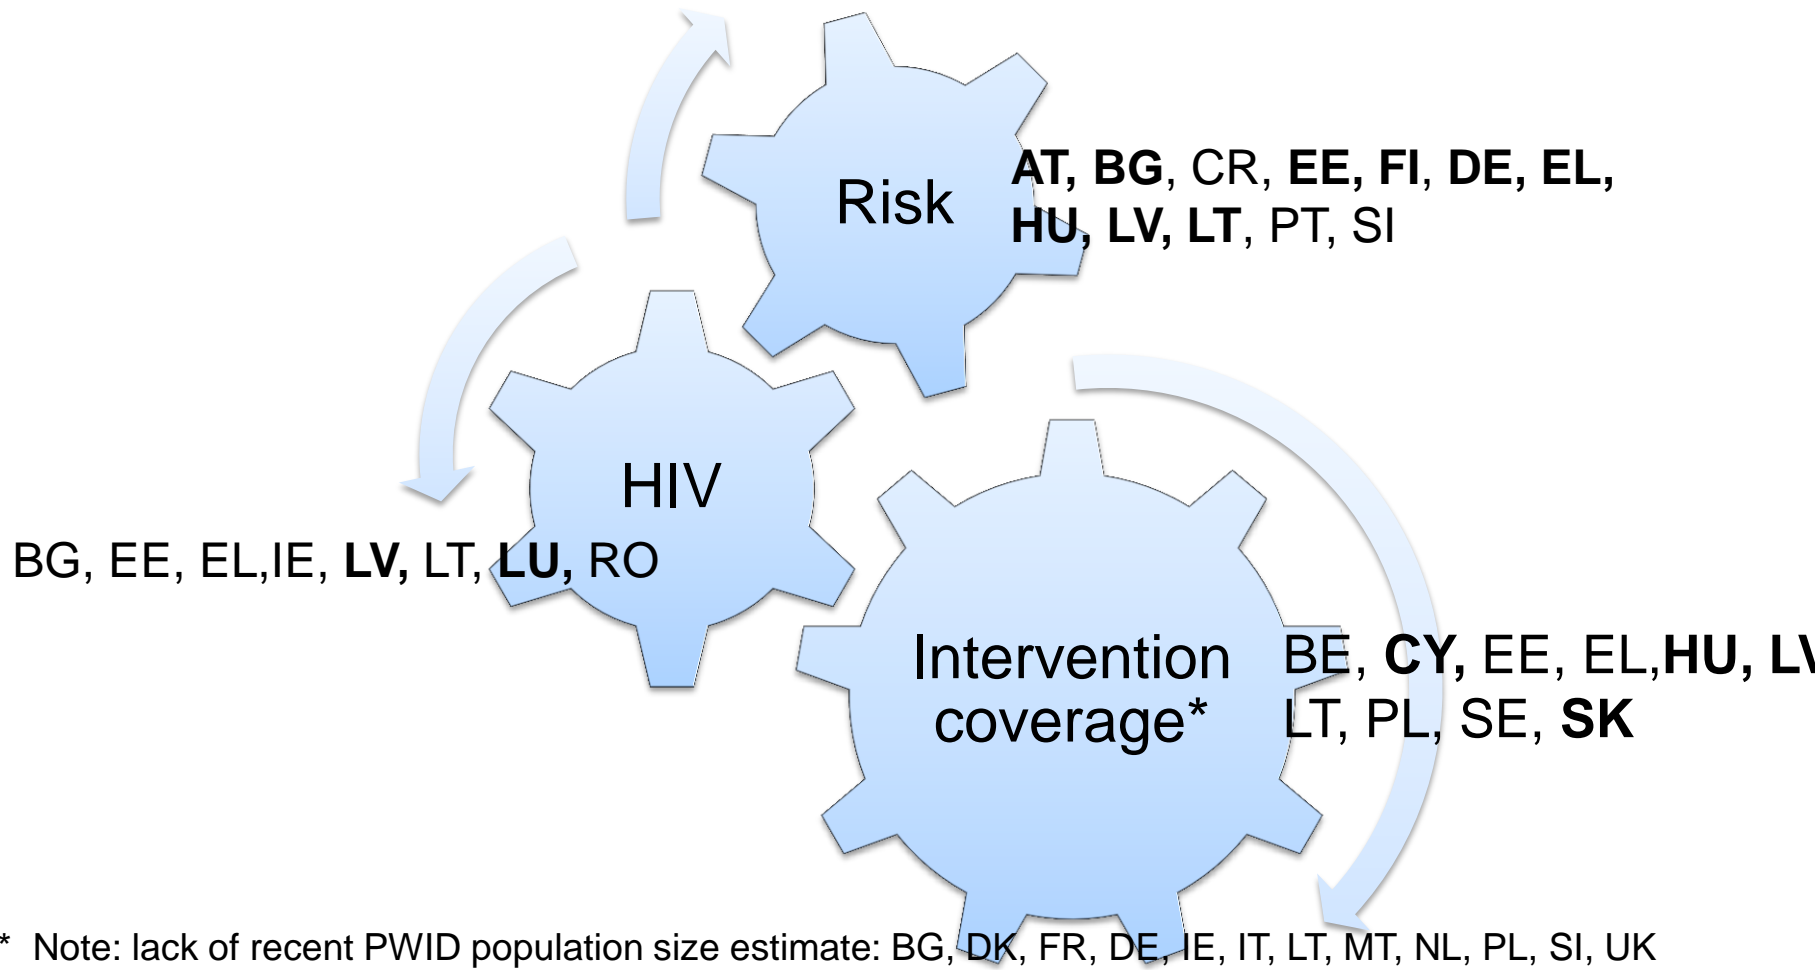 Risk
AT, BG, CR, EE, FI, DE, EL,
HU, LV, LT, PT, SI
HIV
BG, EE, EL,IE, LV, LT, LU, RO
Intervention
coverage*
BE, CY, EE, EL,HU, LV
LT, PL, SE, SK
* Note: lack of recent PWID population size estimate: BG, DK, FR, DE, IE, IT, LT, MT, NL, PL, SI, UK